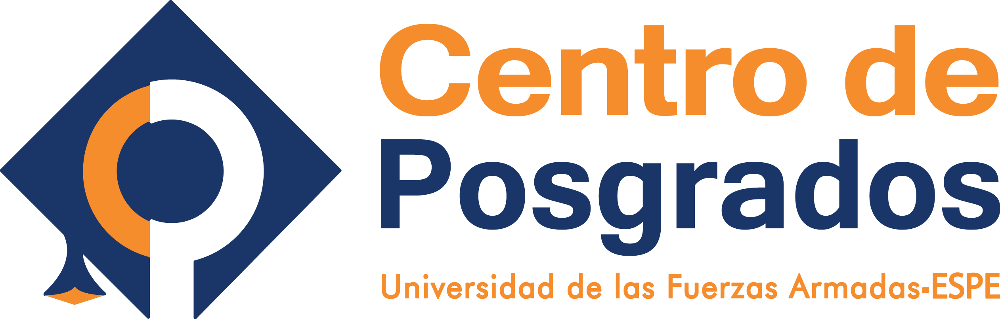 Centro de
Posgrados
Universidad de las Fuerzas Armadas-ESPE